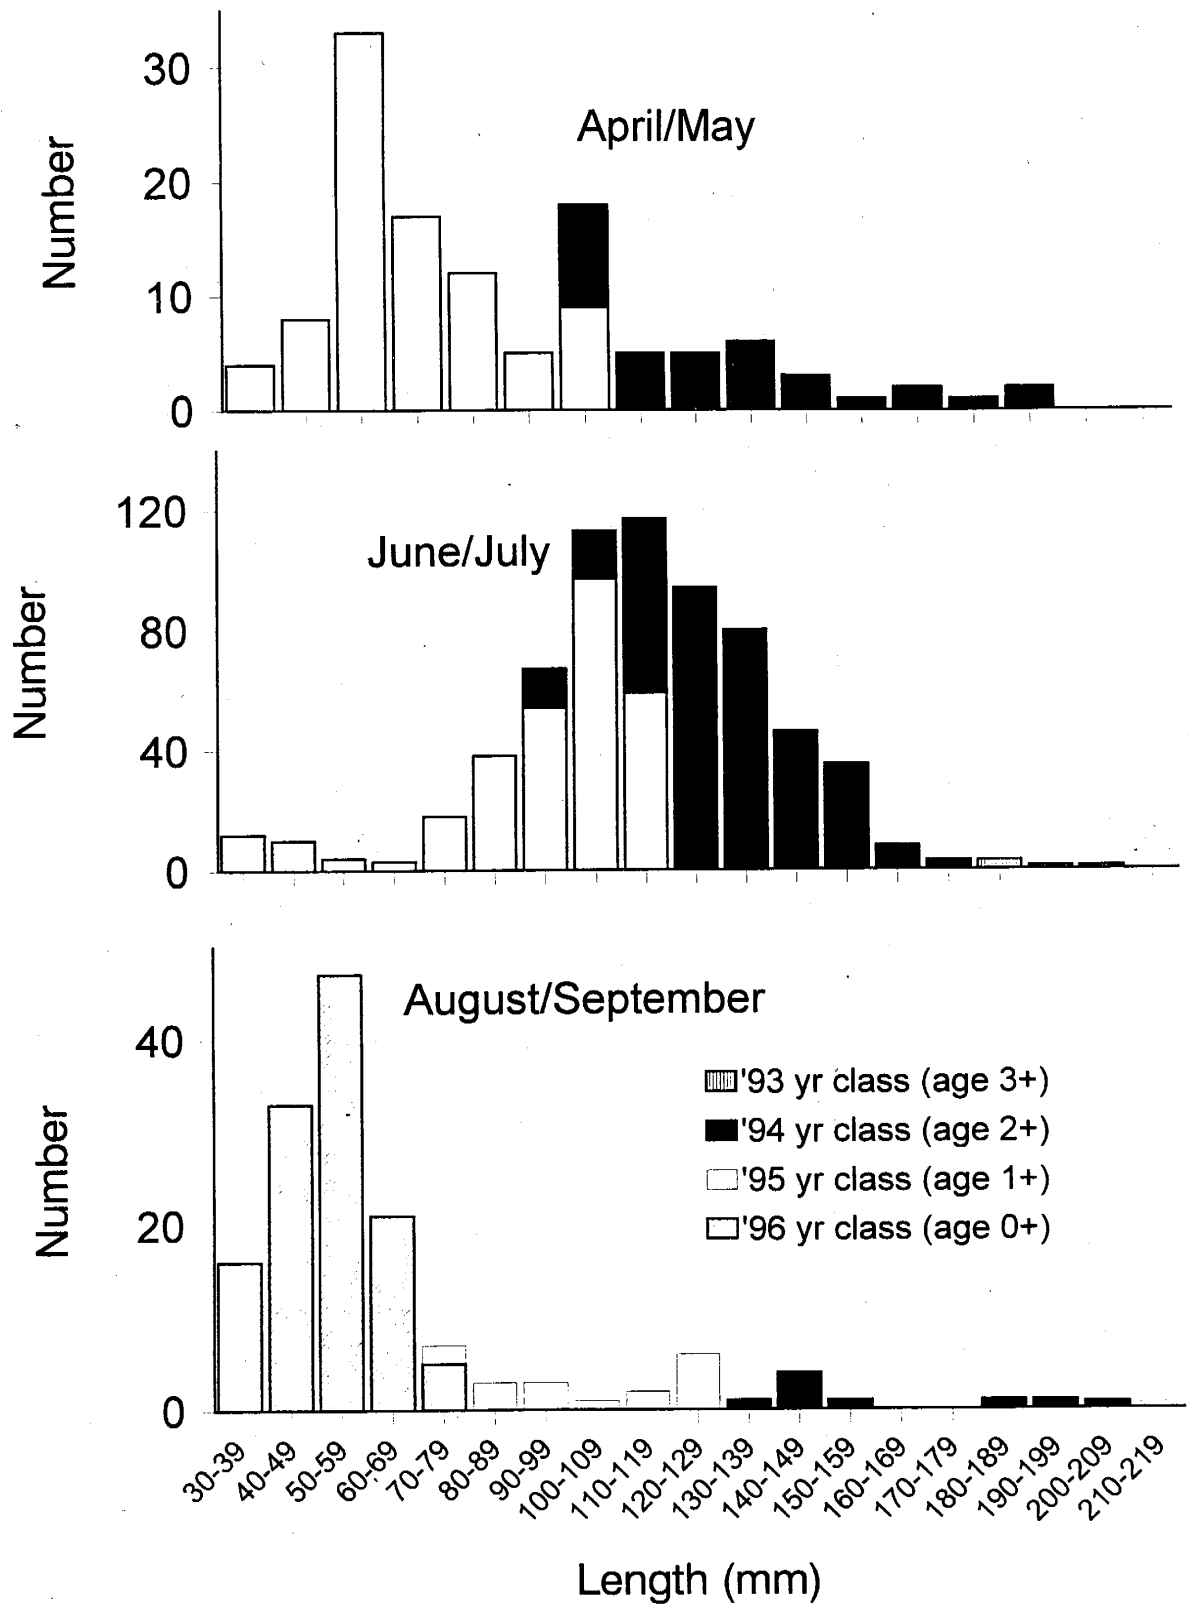 30
20
10
0
Number
April/May
120
80
40
0
Number
June/July
40
20
0
Number
August/September
'93 yr class (age 3+)
'94 yr class (age 2+)
'95 yr class (age 1+)
'96 yr class (age 0+)
30-39
40-49
50-59
60-69
70-79
80-89
90-99
100-109
110-119
120-129
130-139
140-149
150-159
160-169
170-179
180-189
190-199
200-209
210-219
Length (mm)